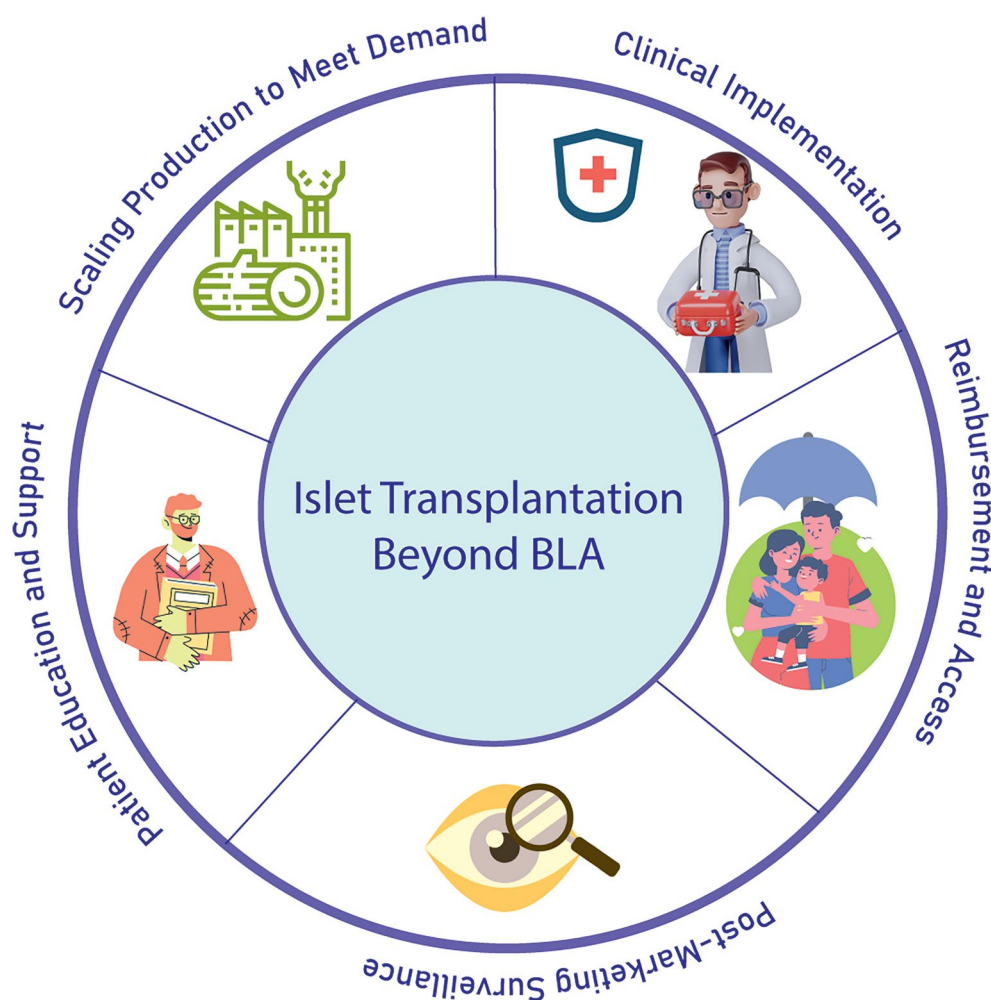 Islet Transplantation
Beyond BLA
Clinical Implementation
Reimbursement and Access
Post-Marketing Surveillance
Patient Education and Support
Scaling Production to Meet Demand